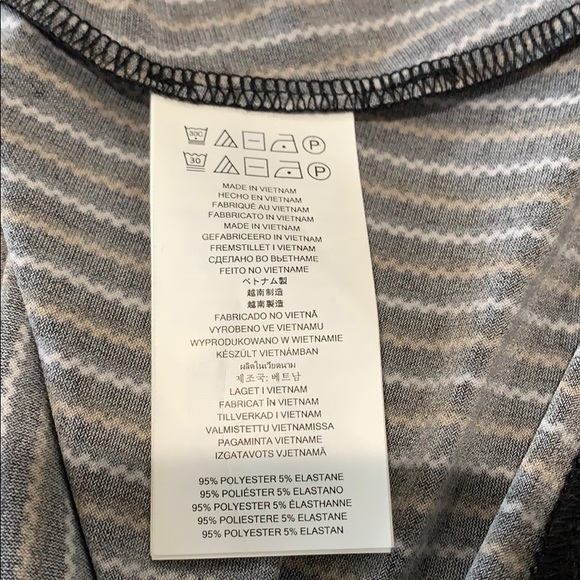 30C P
30 P
MADE IN VIETNAM
HECHO EN VIETNAM
FABRIQUÉ AU VIETNAM
FABBRICATO IN VIETNAM
MADE IN VIETNAM
GEFABRICEERD IN VIETNAM
FREMSTILLET I VIETNAM
СДЕЛАНО ВО ВЬЕТНАМЕ
FEITO NO VIETNAME
ベトナム製
越南制造
越南製造
FABRICADO NO VIETNÃ
VYROBENO VE VIETNAMU
WYPRODUKOWANO W WIETNAMIE
KÉSZÜLT VIETNÁMBAN
ผลิตในเวียดนาม
제조국: 베트남
LAGET I VIETNAM
FABRICAT ÎN VIETNAM
TILLVERKAD I VIETNAM
VALMISTETTU VIETNAMISSA
PAGAMINTA VIETNAME
IZGATAVOTS VJETNAMĀ
95% POLYESTER 5% ELASTANE
95% POLIÉSTER 5% ELASTANO
95% POLYESTER 5% ÉLASTHANNE
95% POLIESTERE 5% ELASTANE
95% POLYESTER 5% ELASTAN